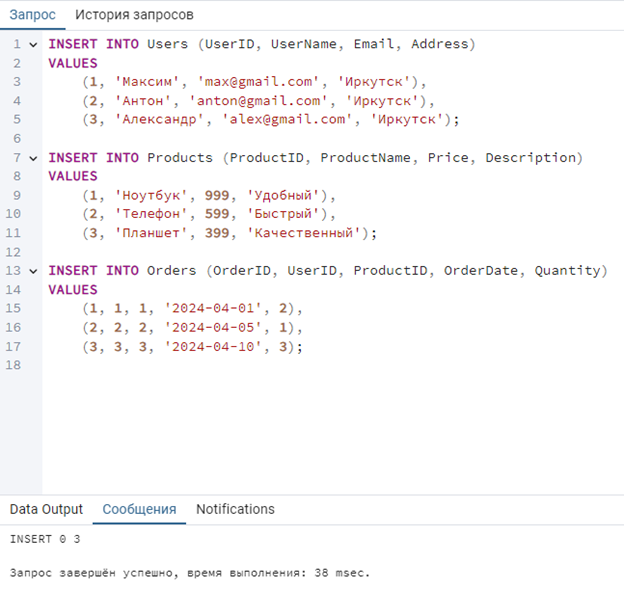 Запрос История запросов
1 INSERT INTO Users (UserID, UserName, Email, Address)
2 VALUES
3 (1, 'Максим', 'max@gmail.com', 'Иркутск'),
4 (2, 'Антон', 'anton@gmail.com', 'Иркутск'),
5 (3, 'Александр', 'alex@gmail.com', 'Иркутск');
6
7 INSERT INTO Products (ProductID, ProductName, Price, Description)
8 VALUES
9 (1, 'Ноутбук', 999, 'Удобный'),
10 (2, 'Телефон', 599, 'Быстрый'),
11 (3, 'Планшет', 399, 'Качественный');
12
13 INSERT INTO Orders (OrderID, UserID, ProductID, OrderDate, Quantity)
14 VALUES
15 (1, 1, 1, '2024-04-01', 2),
16 (2, 2, 2, '2024-04-05', 1),
17 (3, 3, 3, '2024-04-10', 3);
18
Data Output Сообщения Notifications
INSERT 0 3
Запрос завершён успешно, время выполнения: 38 msec.